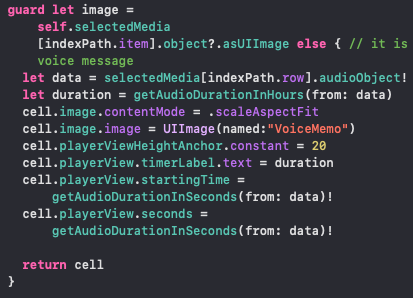 guard let image =
self.selectedMedia
[indexPath.item].object?.asUIImage else { // it is
voice message
let data = selectedMedia[indexPath.row].audioObject!
let duration = getAudioDurationInHours(from: data)
cell.image.contentMode = .scaleAspectFit
cell.image.image = UIImage(named:"VoiceMemo")
cell.playerViewHeightAnchor.constant = 20
cell.playerView.timerLabel.text = duration
cell.playerView.startingTime =
getAudioDurationInSeconds(from: data)!
cell.playerView.seconds =
getAudioDurationInSeconds(from: data)!
return cell
}